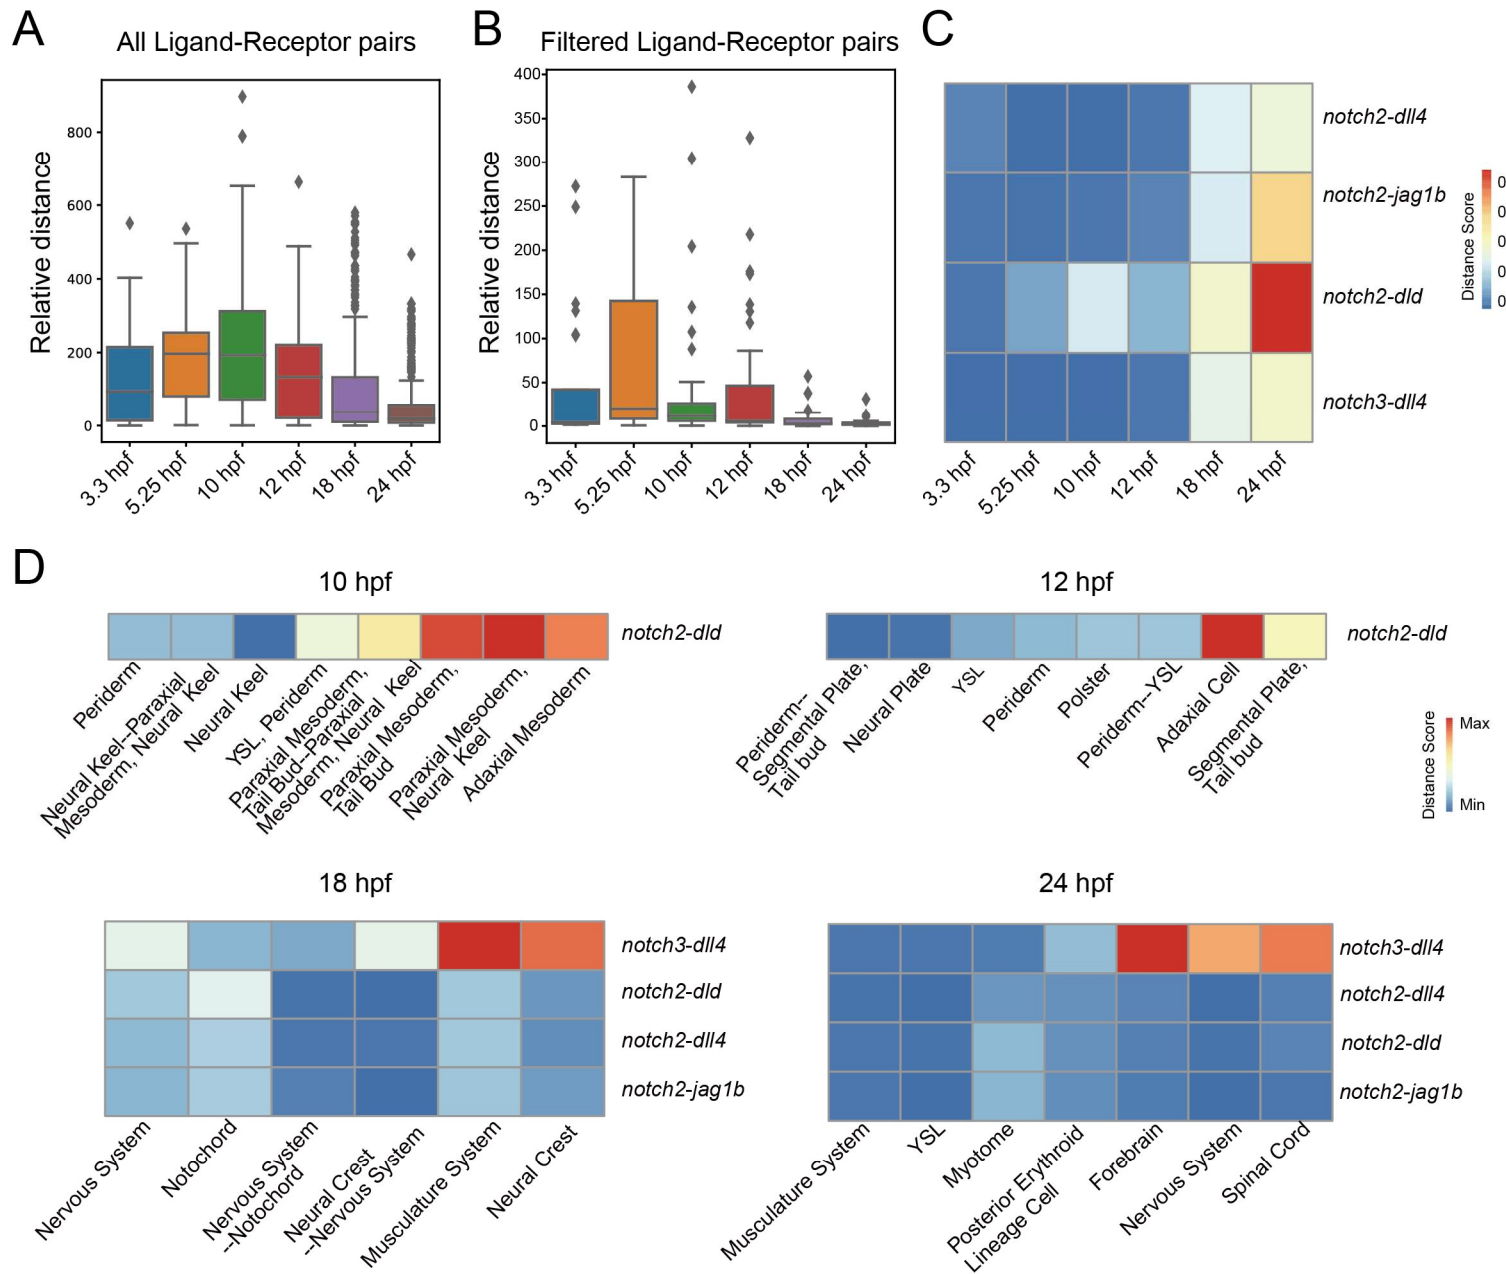 A
All Ligand-Receptor pairs
Relative distance
800
600
400
200
0
3.3 hpf
5.25 hpf
10 hpf
12 hpf
18 hpf
24 hpf
B
Filtered Ligand-Receptor pairs
Relative distance
400
350
300
250
200
150
100
50
0
3.3 hpf
5.25 hpf
10 hpf
12 hpf
18 hpf
24 hpf
C
notch2-dll4
notch2-jag1b
notch2-dld
notch3-dll4
3.3 hpf
5.25 hpf
10 hpf
12 hpf
18 hpf
24 hpf
Distance Score
0
0
0
0
0
D
10 hpf
notch2-dld
Periderm
Neural Keel--Paraxial
Mesoderm, Neural Keel
Neural Keel
YSL, Periderm
Paraxial Mesoderm,
Tail Bud--Paraxial
Mesoderm, Neural Keel
Paraxial Mesoderm,
Tail Bud
Paraxial Mesoderm,
Neural Keel
Adaxial Mesoderm
12 hpf
notch2-dld
Periderm--
Segmental Plate,
Tail bud
Neural Plate
YSL
Periderm
Polster
Periderm--YSL
Adaxial Cell
Segmental Plate,
Tail bud
Distance Score
Max
Min
18 hpf
notch3-dll4
notch2-dld
notch2-dll4
notch2-jag1b
Nervous System
Notochord
Nervous System
--Notochord
Neural Crest
--Nervous System
Musculature System
Neural Crest
24 hpf
notch3-dll4
notch2-dll4
notch2-dld
notch2-jag1b
Musculature System
YSL
Myotome
Posterior Erythroid
Lineage Cell
Forebrain
Nervous System
Spinal Cord